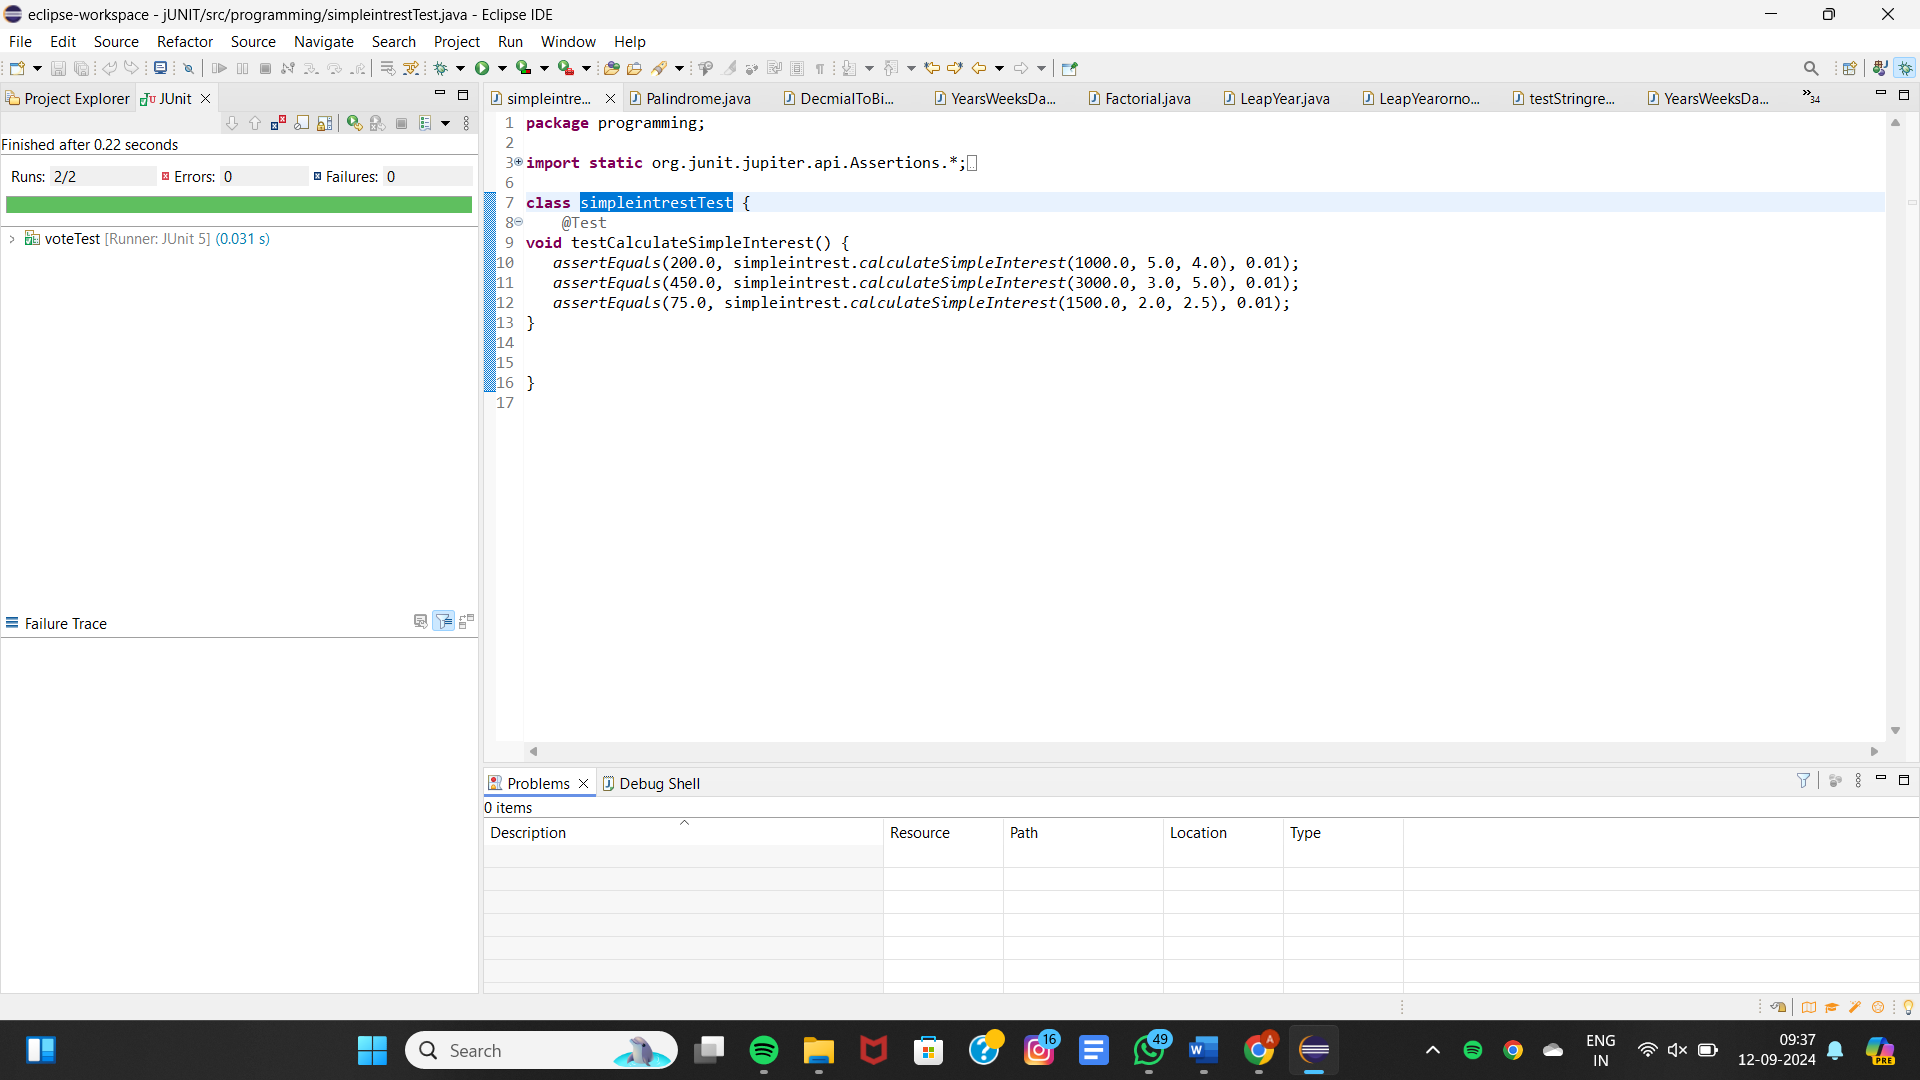 eclipse-workspace - jUNIT/src/programming/simpleintrestTest.java - Eclipse IDE
File Edit Source Refactor Source Navigate Search Project Run Window Help
Project Explorer JUnit
simpleintre... Palindrome.java DecmialToBi... YearsWeeksDa... Factorial.java LeapYear.java LeapYearorno... testStringre... YearsWeeksDa... »34
Finished after 0.22 seconds
Runs: 2/2 Errors: 0 Failures: 0
voteTest [Runner: JUnit 5] (0.031 s)
Failure Trace
1 package programming;
2
3 import static org.junit.jupiter.api.Assertions.*;
6
7 class simpleintrestTest {
8 @Test
9 void testCalculateSimpleInterest() {
10 assertEquals(200.0, simpleintrest.calculateSimpleInterest(1000.0, 5.0, 4.0), 0.01);
11 assertEquals(450.0, simpleintrest.calculateSimpleInterest(3000.0, 3.0, 5.0), 0.01);
12 assertEquals(75.0, simpleintrest.calculateSimpleInterest(1500.0, 2.0, 2.5), 0.01);
13 }
14
15
16 }
17
Problems Debug Shell
0 items
Description Resource Path Location Type
Search
16
49
A
ENG
IN
09:37
12-09-2024
PRE